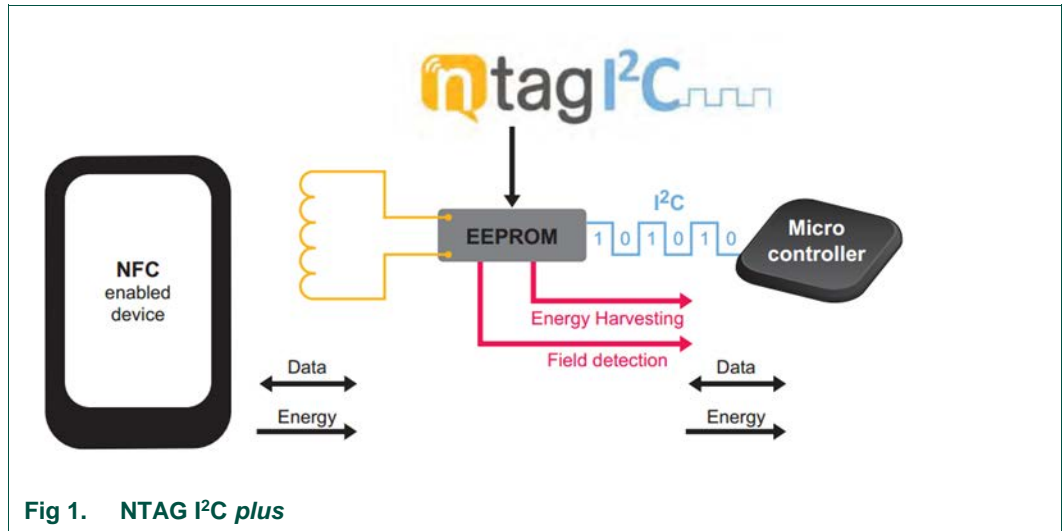 ntag I²C
NFC
enabled
device
EEPROM
I²C
1 0 1 0 1 0
Micro
controller
Energy Harvesting
Field detection
Data
Energy
Data
Energy
Fig 1. NTAG I²C plus